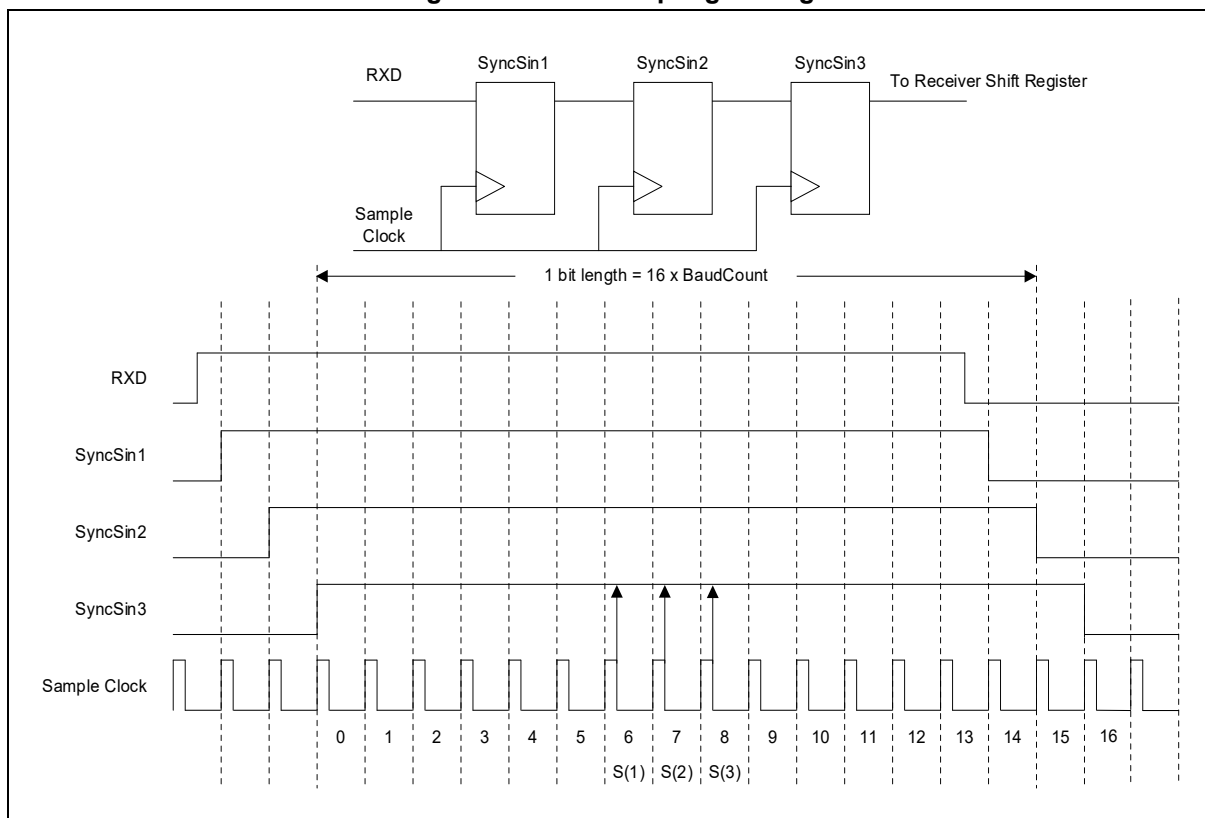 SyncSin1 SyncSin2 SyncSin3
RXD
To Receiver Shift Register
Sample
Clock
1 bit length = 16 x BaudCount
RXD
SyncSin1
SyncSin2
SyncSin3
Sample Clock
0 1 2 3 4 5 6 7 8 9 10 11 12 13 14 15 16
S(1) S(2) S(3)